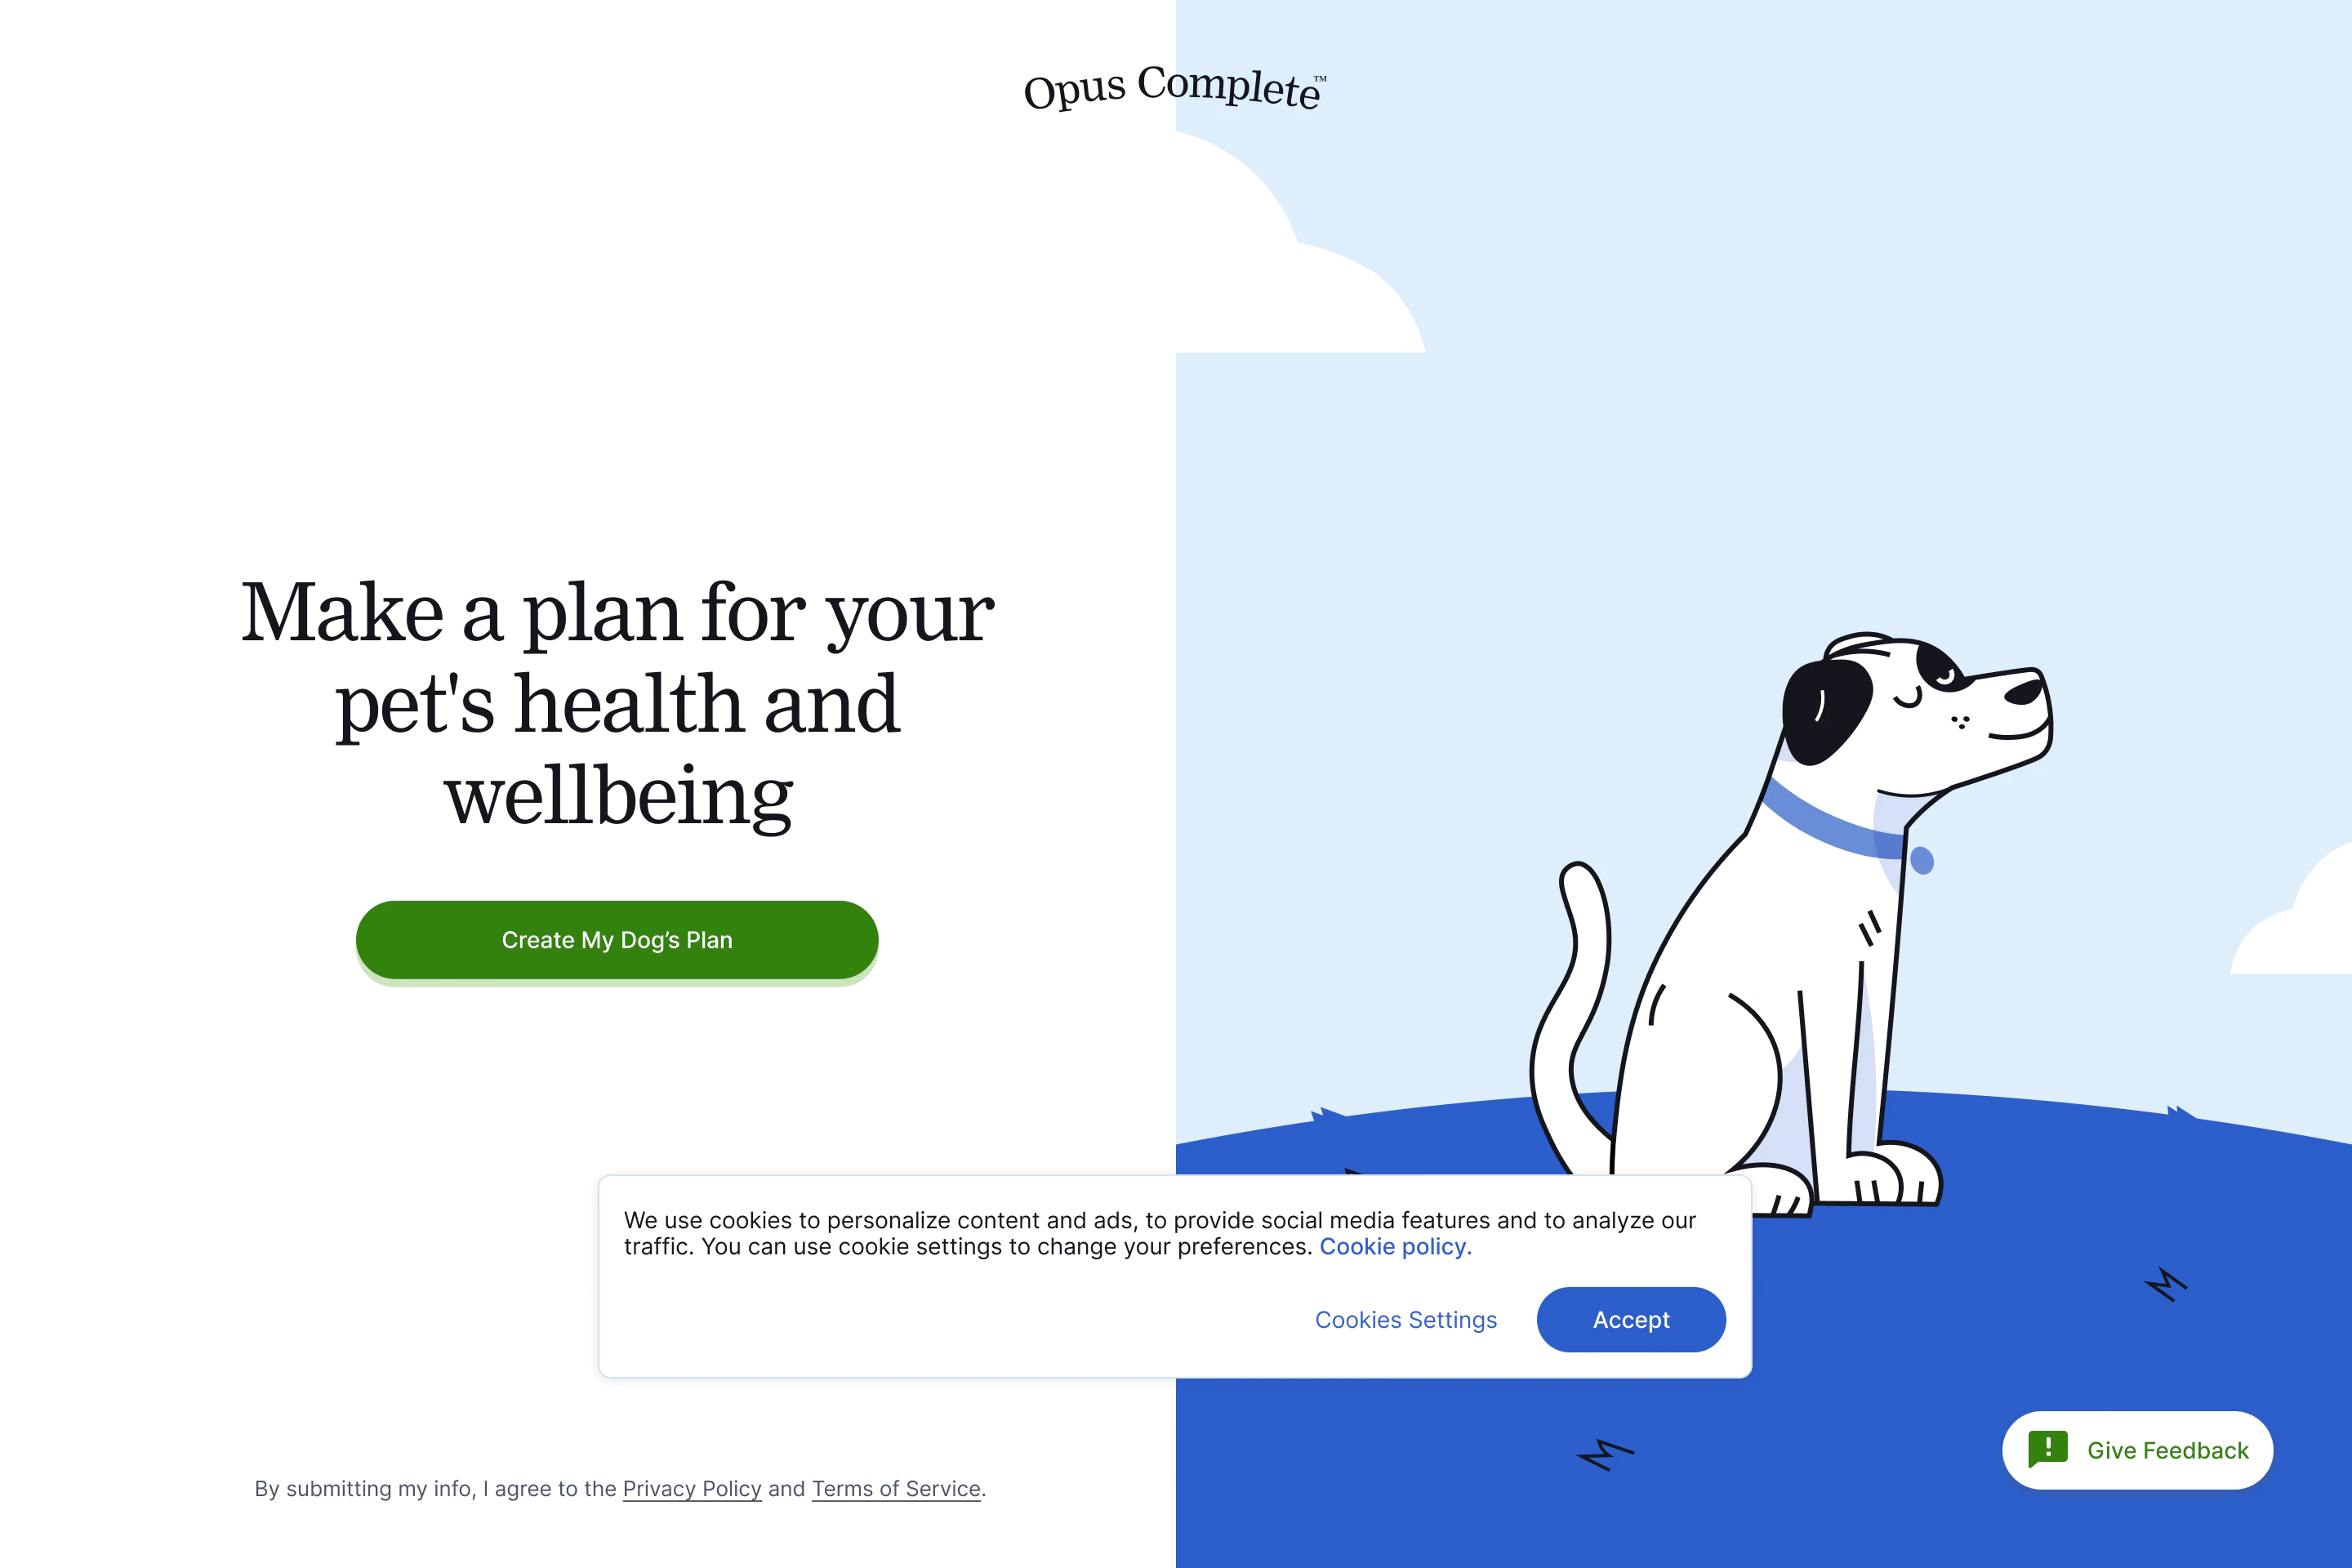 Opus Complete™
Make a plan for your
pet's health and
wellbeing
Create My Dog’s Plan
We use cookies to personalize content and ads, to provide social media features and to analyze our
traffic. You can use cookie settings to change your preferences. Cookie policy.
Cookies Settings
Accept
Give Feedback
By submitting my info, I agree to the Privacy Policy and Terms of Service.